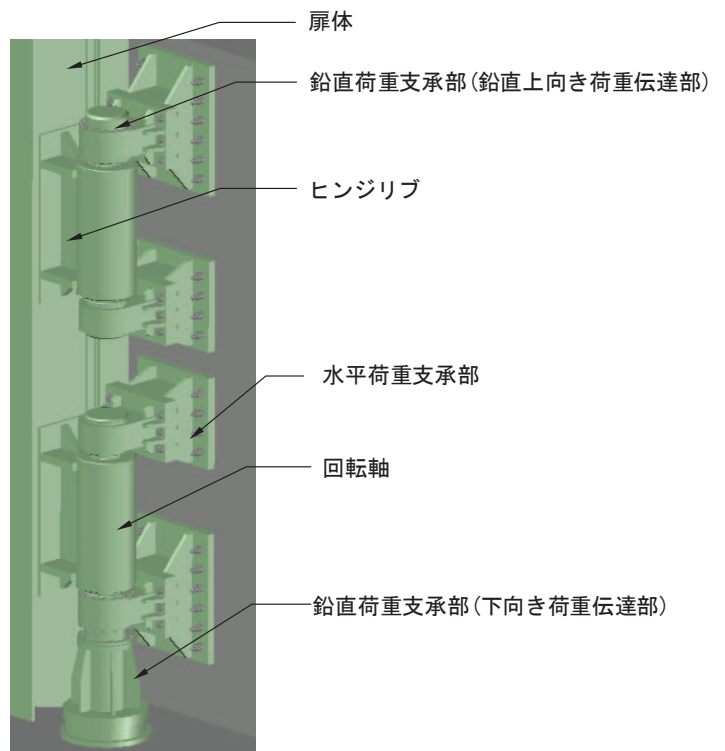 扉体
鉛直荷重支承部(鉛直上向き荷重伝達部)
ヒンジリブ
水平荷重支承部
回転軸
鉛直荷重支承部(下向き荷重伝達部)